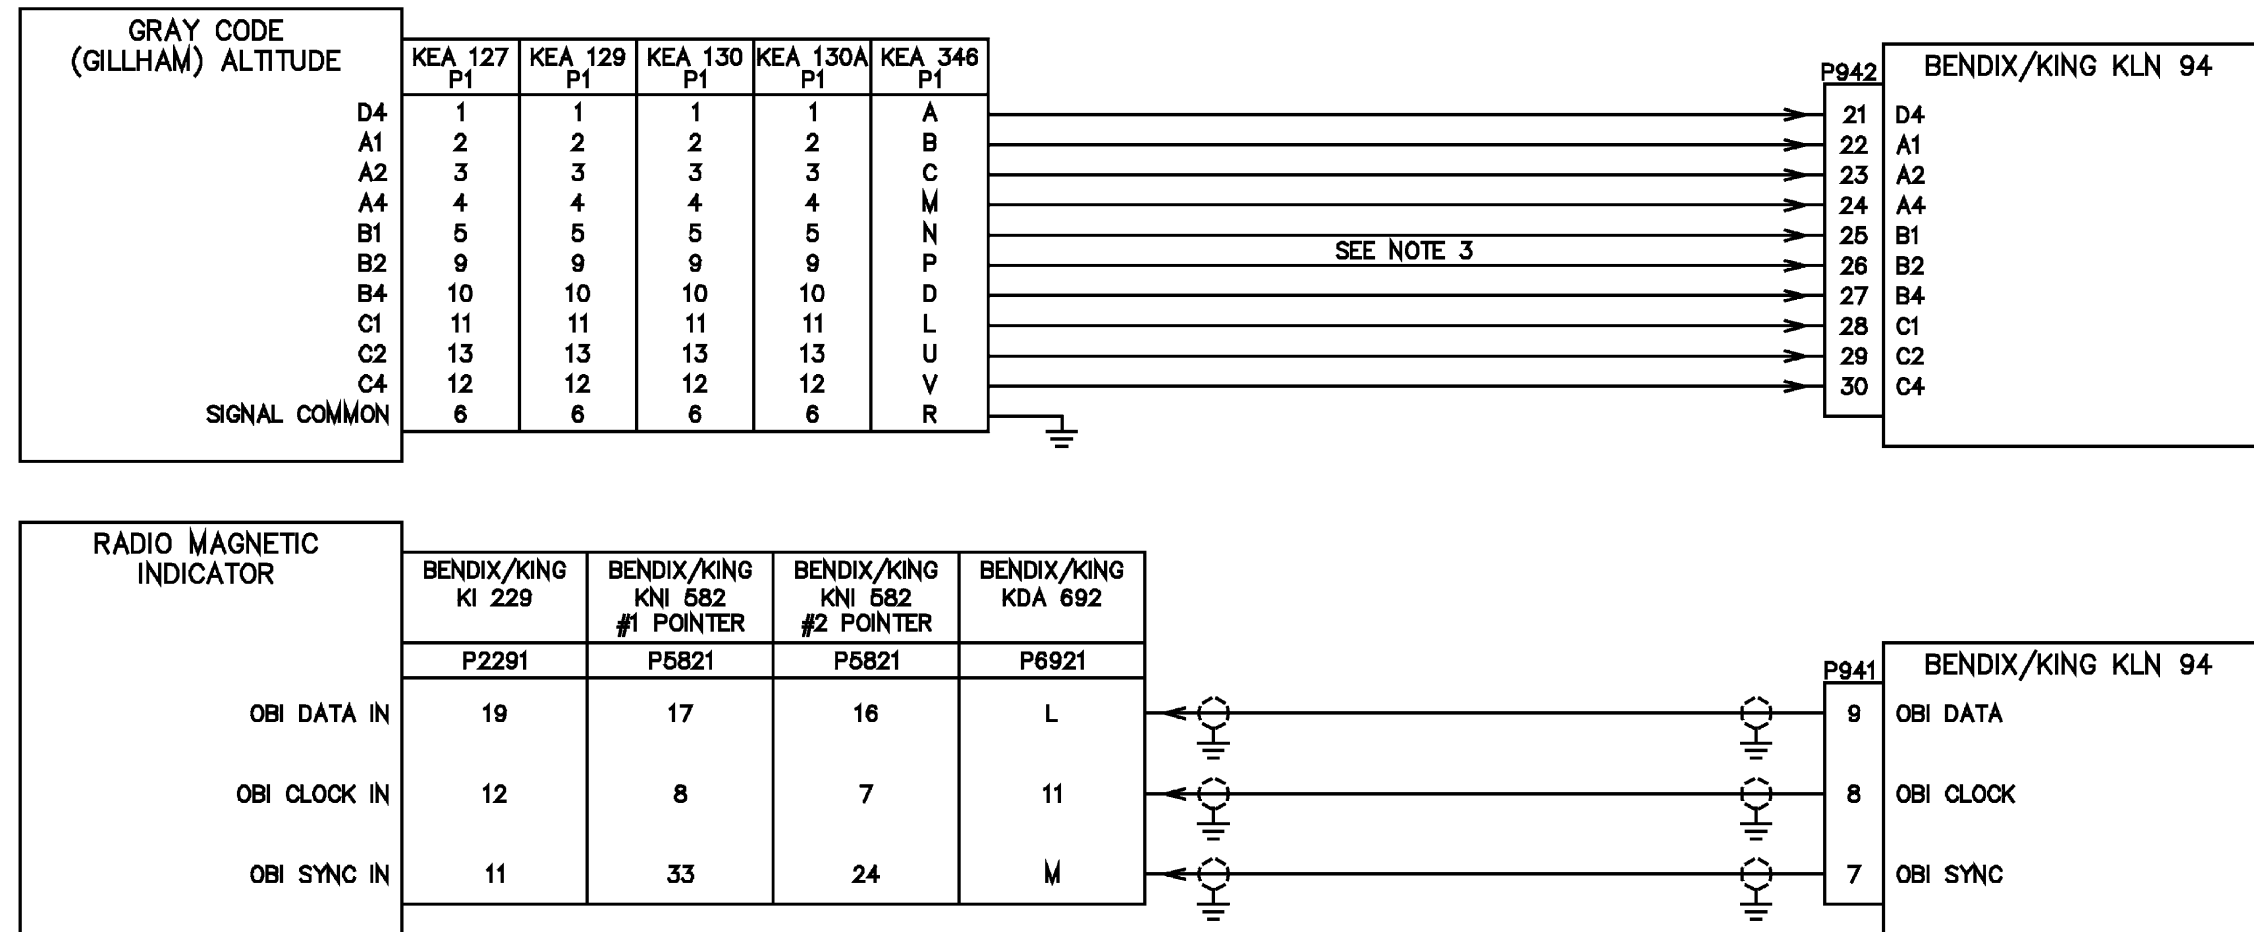 GRAY CODE
(GILLHAM) ALTITUDE
KEA 127 P1 KEA 129 P1 KEA 130 P1 KEA 130A P1 KEA 346 P1
P942 BENDIX/KING KLN 94
D4 1 1 1 1 A 21 D4
A1 2 2 2 2 B 22 A1
A2 3 3 3 3 C 23 A2
A4 4 4 4 4 M 24 A4
B1 5 5 5 5 N 25 B1
SEE NOTE 3
B2 9 9 9 9 P 26 B2
B4 10 10 10 10 D 27 B4
C1 11 11 11 11 L 28 C1
C2 13 13 13 13 U 29 C2
C4 12 12 12 12 V 30 C4
SIGNAL COMMON 6 6 6 6 R
RADIO MAGNETIC
INDICATOR
BENDIX/KING BENDIX/KING BENDIX/KING BENDIX/KING
KI 229 KNI 582 KNI 582 KDA 692
#1 POINTER #2 POINTER
P2291 P5821 P5821 P6921
P941 BENDIX/KING KLN 94
OBI DATA IN 19 17 16 L 9 OBI DATA
OBI CLOCK IN 12 8 7 11 8 OBI CLOCK
OBI SYNC IN 11 33 24 M 7 OBI SYNC